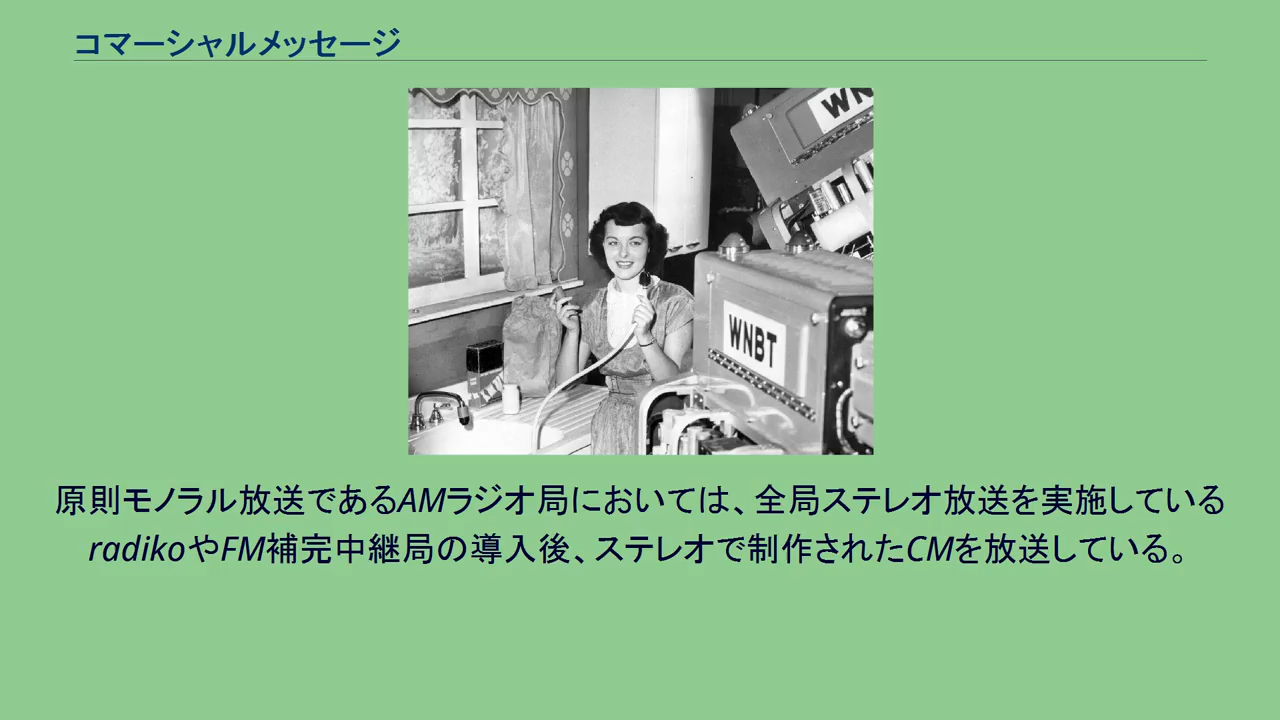 コマーシャルメッセージ
WN
WNBT
原則モノラル放送であるAMラジオ局においては、全局ステレオ放送を実施している
radikoやFM補完中継局の導入後、ステレオで制作されたCMを放送している。